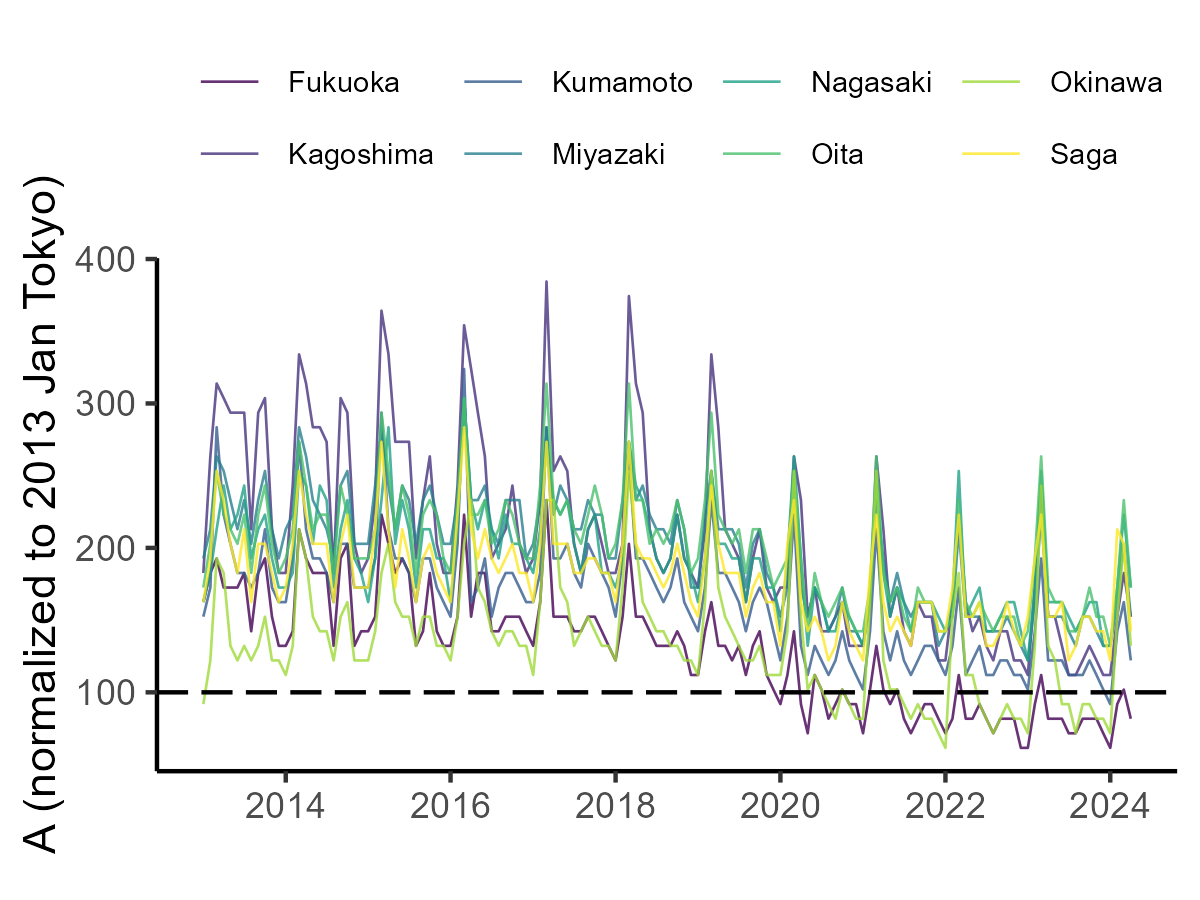 Fukuoka Kumamoto Nagasaki Okinawa
Kagoshima Miyazaki Oita Saga
A (normalized to 2013 Jan Tokyo)
400
300
200
100
2014 2016 2018 2020 2022 2024